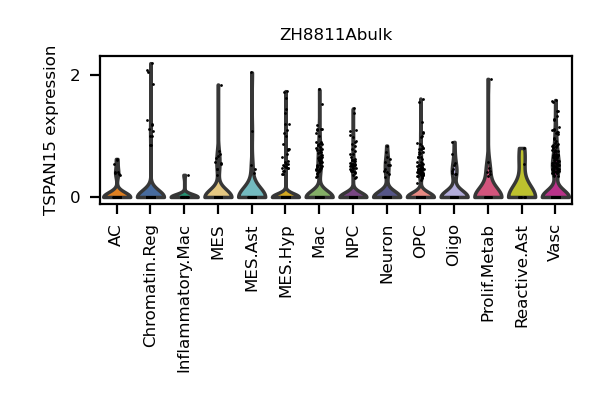 ZH8811Abulk
TSPAN15 expression
2
0
AC
Chromatin.Reg
Inflammatory.Mac
MES
MES.Ast
MES.Hyp
Mac
NPC
Neuron
OPC
Oligo
Prolif.Metab
Reactive.Ast
Vasc